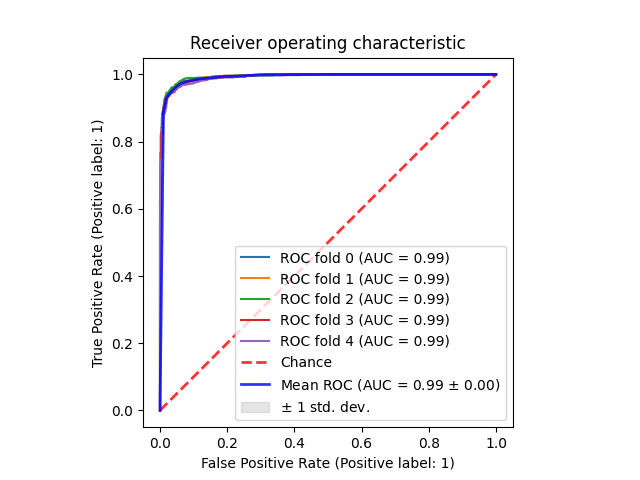 Receiver operating characteristic
True Positive Rate (Positive label: 1)
1.0
0.8
0.6
0.4
0.2
0.0
ROC fold 0 (AUC = 0.99)
ROC fold 1 (AUC = 0.99)
ROC fold 2 (AUC = 0.99)
ROC fold 3 (AUC = 0.99)
ROC fold 4 (AUC = 0.99)
Chance
Mean ROC (AUC = 0.99 ± 0.00)
± 1 std. dev.
0.0 0.2 0.4 0.6 0.8 1.0
False Positive Rate (Positive label: 1)